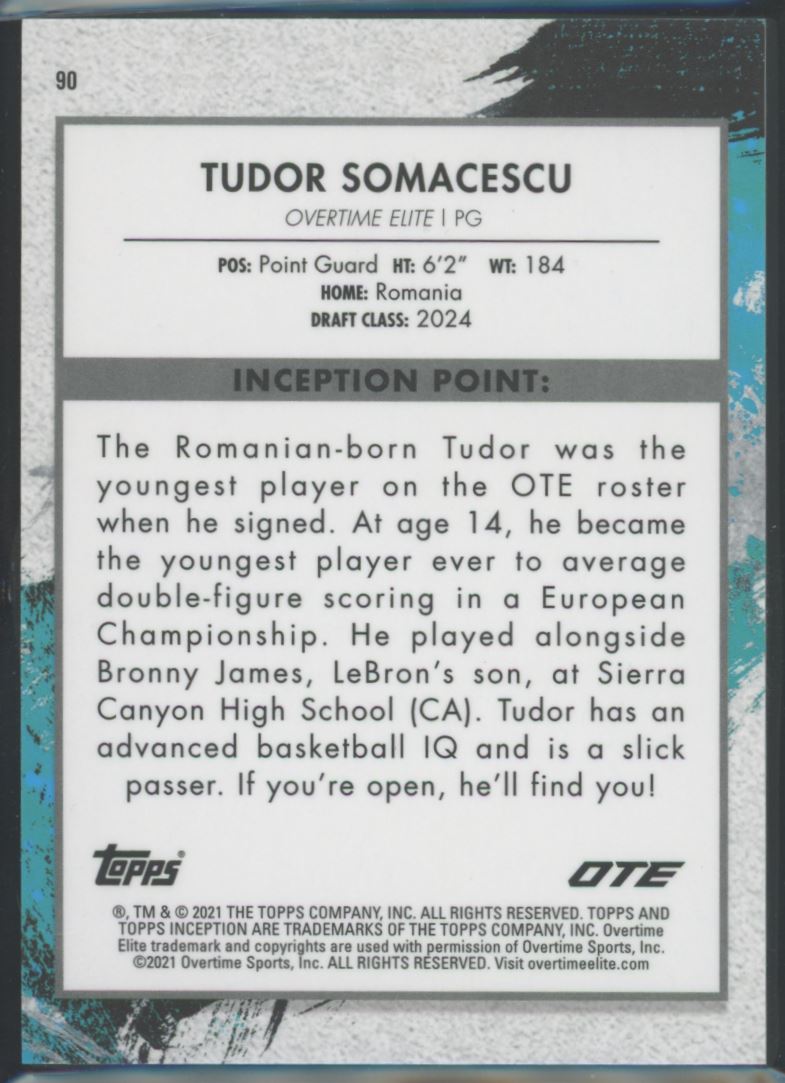 90
TUDOR SOMACESCU
OVERTIME ELITE | PG
POS: Point Guard HT: 6'2" WT: 184
HOME: Romania
DRAFT CLASS: 2024
INCEPTION POINT:
The Romanian-born Tudor was the
youngest player on the OTE roster
when he signed. At age 14, he became
the youngest player ever to average
double-figure scoring in a European
Championship. He played alongside
Bronny James, LeBron's son, at Sierra
Canyon High School (CA). Tudor has an
advanced basketball IQ and is a slick
passer. If you're open, he'll find you!
topps® OTE
®, TM & © 2021 THE TOPPS COMPANY, INC. ALL RIGHTS RESERVED. TOPPS AND
TOPPS INCEPTION ARE TRADEMARKS OF THE TOPPS COMPANY, INC. Overtime
Elite trademark and copyrights are used with permission of Overtime Sports, Inc.
©2021 Overtime Sports, Inc. ALL RIGHTS RESERVED. Visit overtimeelite.com